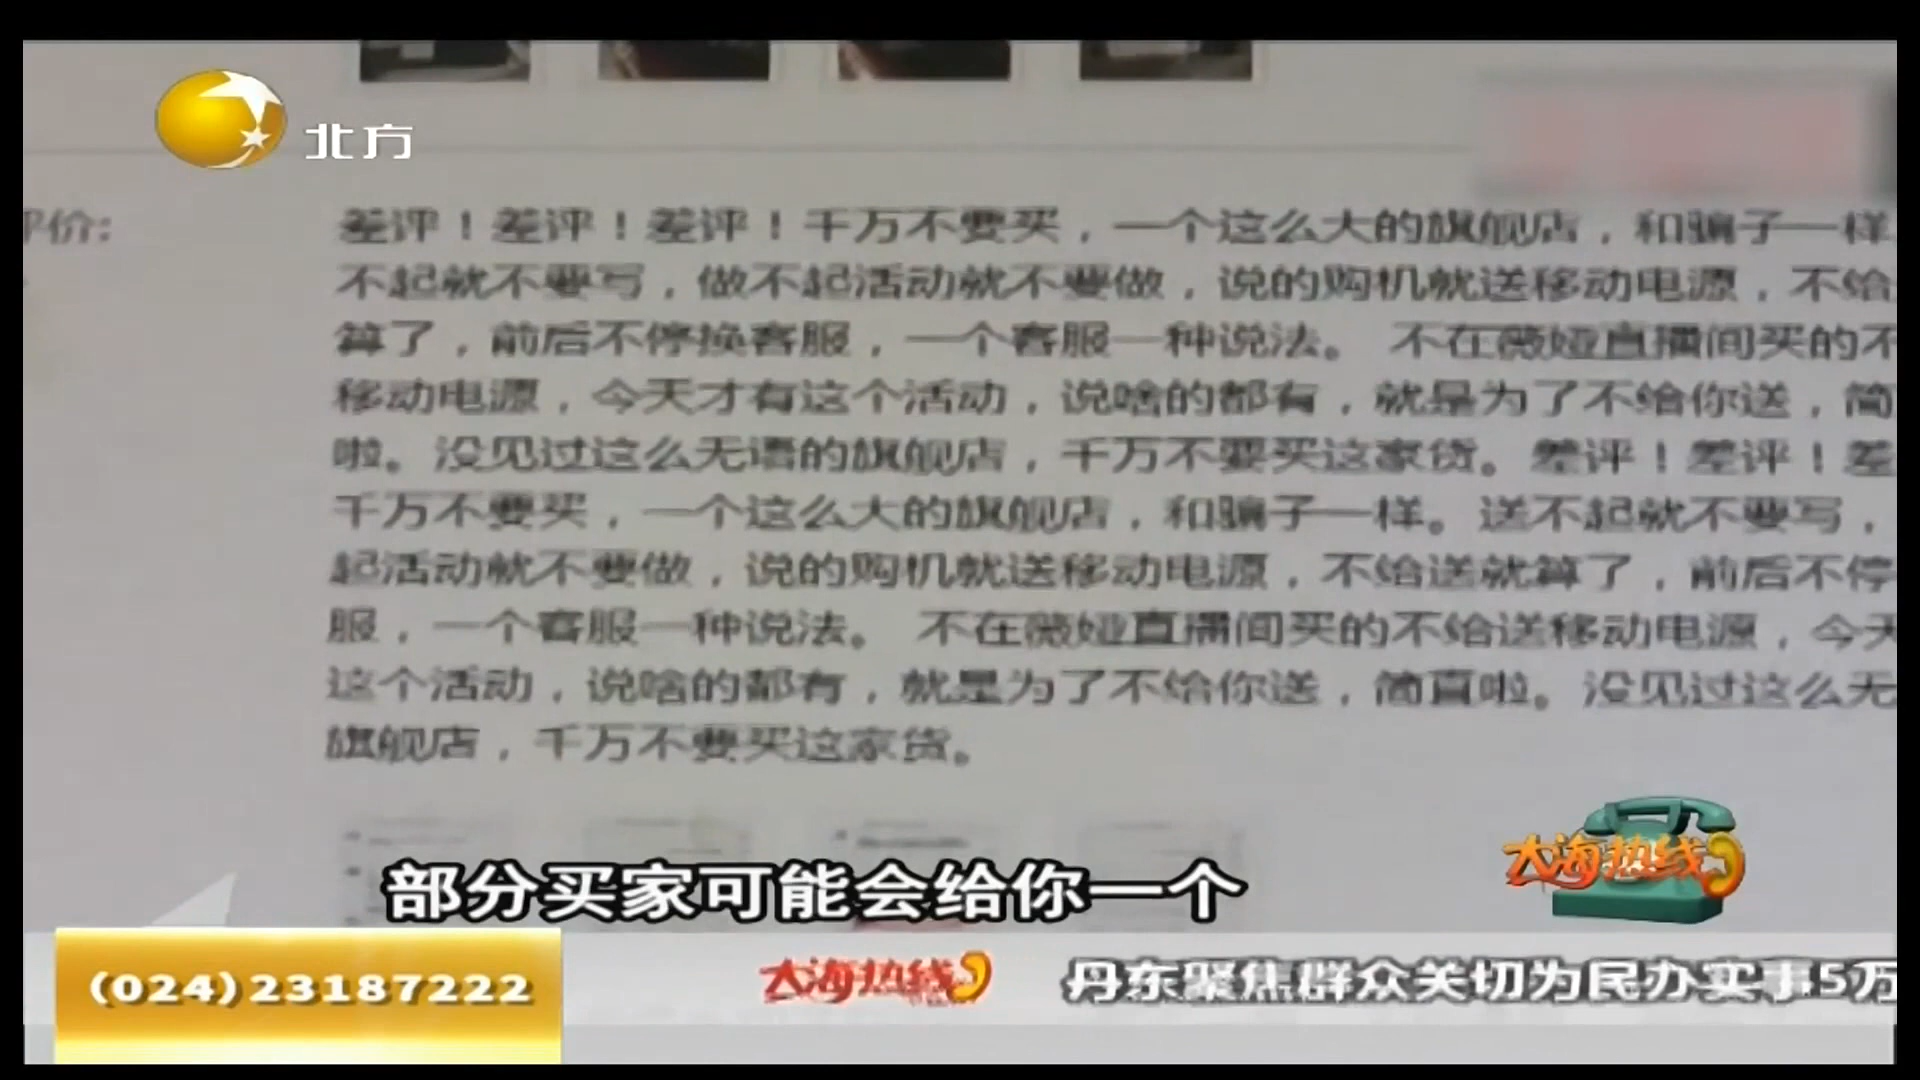 北方
评价:
差评！差评！差评！千万不要买，一个这么大的旗舰店，和骗子一样
不起就不要写，做不起活动就不要做，说的购机就送移动电源，不给
算了，前后不停换客服，一个客服一种说法。 不在薇娅直播间买的不
移动电源，今天才有这个活动，说啥的都有，就是为了不给你送，简
啦。没见过这么无语的旗舰店，千万不要买这家货。差评！差评！差
千万不要买，一个这么大的旗舰店，和骗子一样。送不起就不要写，
起活动就不要做，说的购机就送移动电源，不给送就算了，前后不停
服，一个客服一种说法。 不在薇娅直播间买的不给送移动电源，今天
这个活动，说啥的都有，就是为了不给你送，简直啦。没见过这么无
旗舰店，千万不要买这家货。
大海热线
部分买家可能会给你一个
(024)23187222
大海热线
丹东聚焦群众关切为民办实事5万